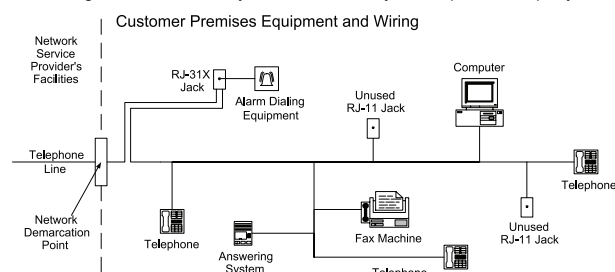 Customer Premises Equipment and Wiring
Network
Service
Provider's
Facilities
RJ-31X
Jack
Alarm Dialing
Equipment
Unused
RJ-11 Jack
Computer
Telephone
Line
Telephone
Network
Demarcation
Point
Telephone
Answering
System
Fax Machine
Unused
RJ-11 Jack
Telephone